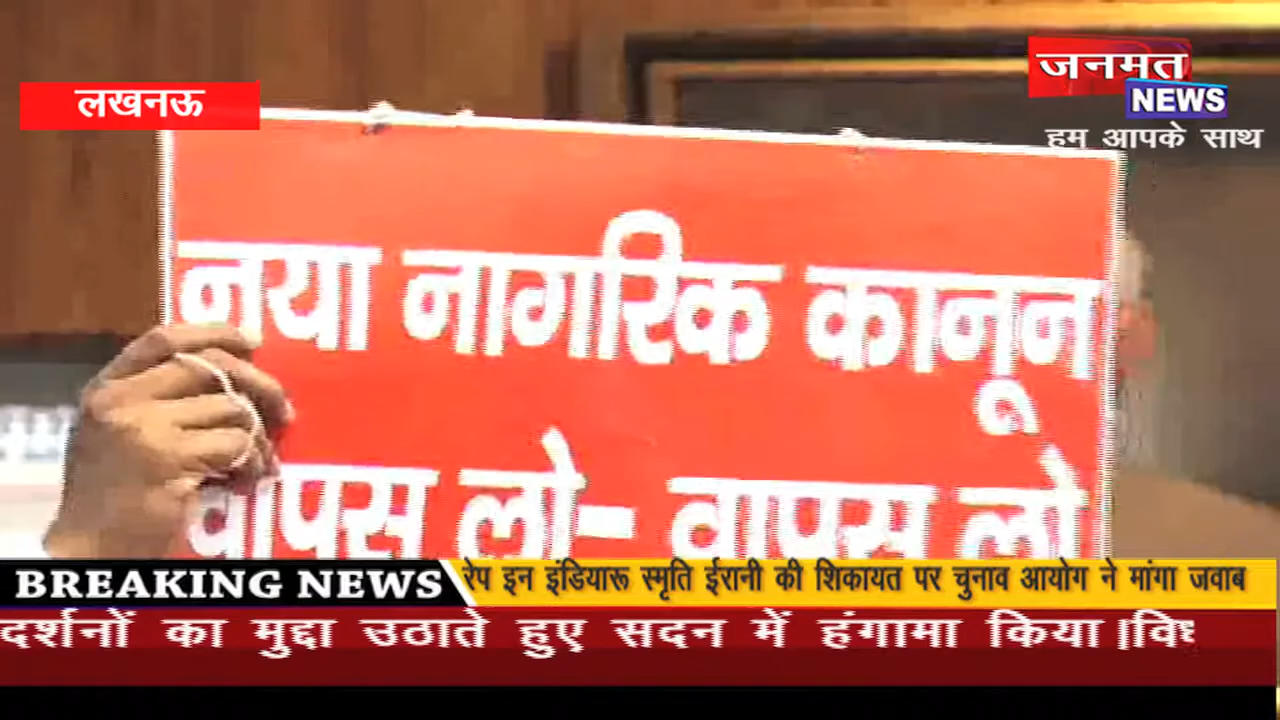 लखनऊ
जनमत
NEWS
हम आपके साथ
नया नागरिक कानून
वापस लो- वापस लो
BREAKING NEWS
रेप इन इंडियारू स्मृति ईरानी की शिकायत पर चुनाव आयोग ने मांगा जवाब
दर्शनों का मुद्दा उठाते हुए सदन में हंगामा किया।